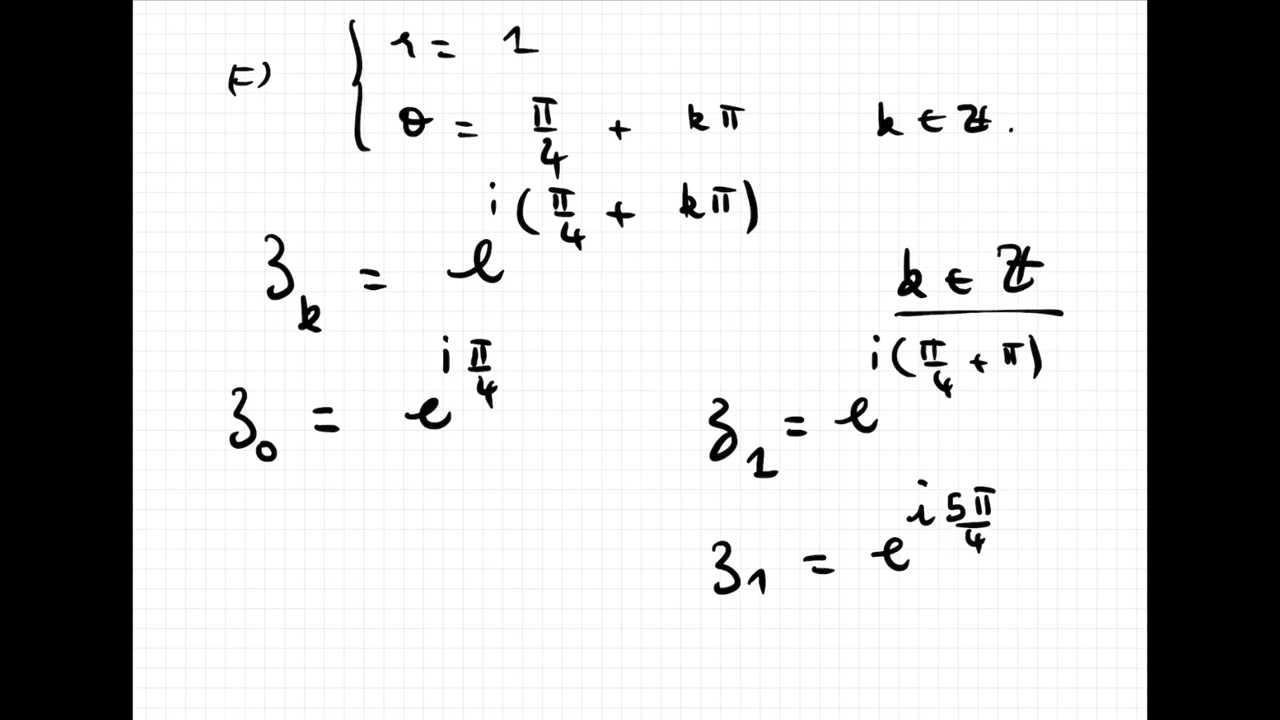 E) { r = 1
θ = π/4 + kπ k ∈ ℤ.
z_k = e^{i(π/4 + kπ)} k ∈ ℤ
z_0 = e^{iπ/4} z_1 = e^{i(π/4 + π)}
z_1 = e^{i5π/4}